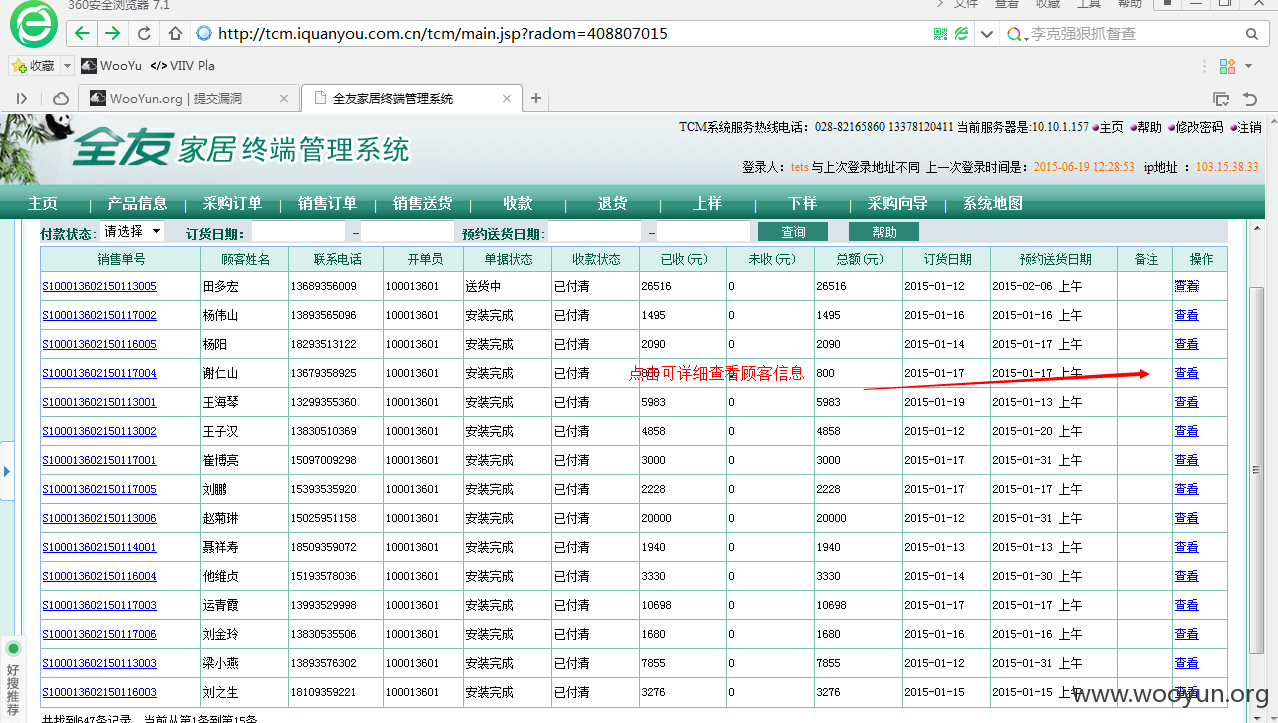 360安全浏览器 7.1
文件 查看 收藏 工具 帮助
http://tcm.iquanyou.com.cn/tcm/main.jsp?radom=408807015
李克强狠抓督查
收藏 WooYu </> VIIV Pla
WooYun.org | 提交漏洞
全友家居终端管理系统
TCM系统服务热线电话：028-82165860 13378120411 当前服务器是:10.10.1.157 主页 帮助 修改密码 注销
全友家居终端管理系统
登录人：tets 与上次登录地址不同 上一次登录时间是：2015-06-19 12:28:53 ip地址 ：103.15.38.33
主页 产品信息 采购订单 销售订单 销售送货 收款 退货 上样 下样 采购向导 系统地图
付款状态: 请选择 订货日期： - 预约送货日期: - 查询 帮助
销售单号 顾客姓名 联系电话 开单员 单据状态 收款状态 已收(元) 未收(元) 总额(元) 订货日期 预约送货日期 备注 操作
S100013602150113005 田多宏 13689356009 100013601 送货中 已付清 26516 0 26516 2015-01-12 2015-02-06 上午 查看
S100013602150117002 杨伟山 13893565096 100013601 安装完成 已付清 1495 0 1495 2015-01-16 2015-01-16 上午 查看
S100013602150116005 杨阳 18293513122 100013601 安装完成 已付清 2090 0 2090 2015-01-14 2015-01-17 上午 查看
S100013602150117004 谢仁山 13679358925 100013601 安装完成 已付清 800 0 800 2015-01-17 2015-01-17 上午 查看
点击可详细查看顾客信息
S100013602150113001 王海琴 13299355360 100013601 安装完成 已付清 5983 0 5983 2015-01-19 2015-01-13 上午 查看
S100013602150113002 王子汉 13830510369 100013601 安装完成 已付清 4858 0 4858 2015-01-12 2015-01-20 上午 查看
S100013602150117001 崔博亮 15097009298 100013601 安装完成 已付清 3000 0 3000 2015-01-17 2015-01-31 上午 查看
S100013602150117005 刘鹏 15393535920 100013601 安装完成 已付清 2228 0 2228 2015-01-17 2015-01-17 上午 查看
S100013602150113006 赵菊琳 15025951158 100013601 安装完成 已付清 20000 0 20000 2015-01-12 2015-01-31 上午 查看
S100013602150114001 聂祥寿 18509359072 100013601 安装完成 已付清 1940 0 1940 2015-01-13 2015-01-13 上午 查看
S100013602150116004 他维贞 15193578036 100013601 安装完成 已付清 3330 0 3330 2015-01-14 2015-01-30 上午 查看
S100013602150117003 运青霞 13993529998 100013601 安装完成 已付清 10698 0 10698 2015-01-17 2015-01-17 上午 查看
S100013602150117006 刘金玲 13830535506 100013601 安装完成 已付清 1680 0 1680 2015-01-16 2015-01-17 上午 查看
S100013602150113003 梁小燕 13893576302 100013601 安装完成 已付清 7855 0 7855 2015-01-12 2015-01-31 上午 查看
S100013602150116003 刘之生 18109359221 100013601 安装完成 已付清 3276 0 3276 2015-01-15 2015-01-15 上午 查看
共找到647条记录，当前从第1条到第15条
好搜推荐
www.wooyun.org